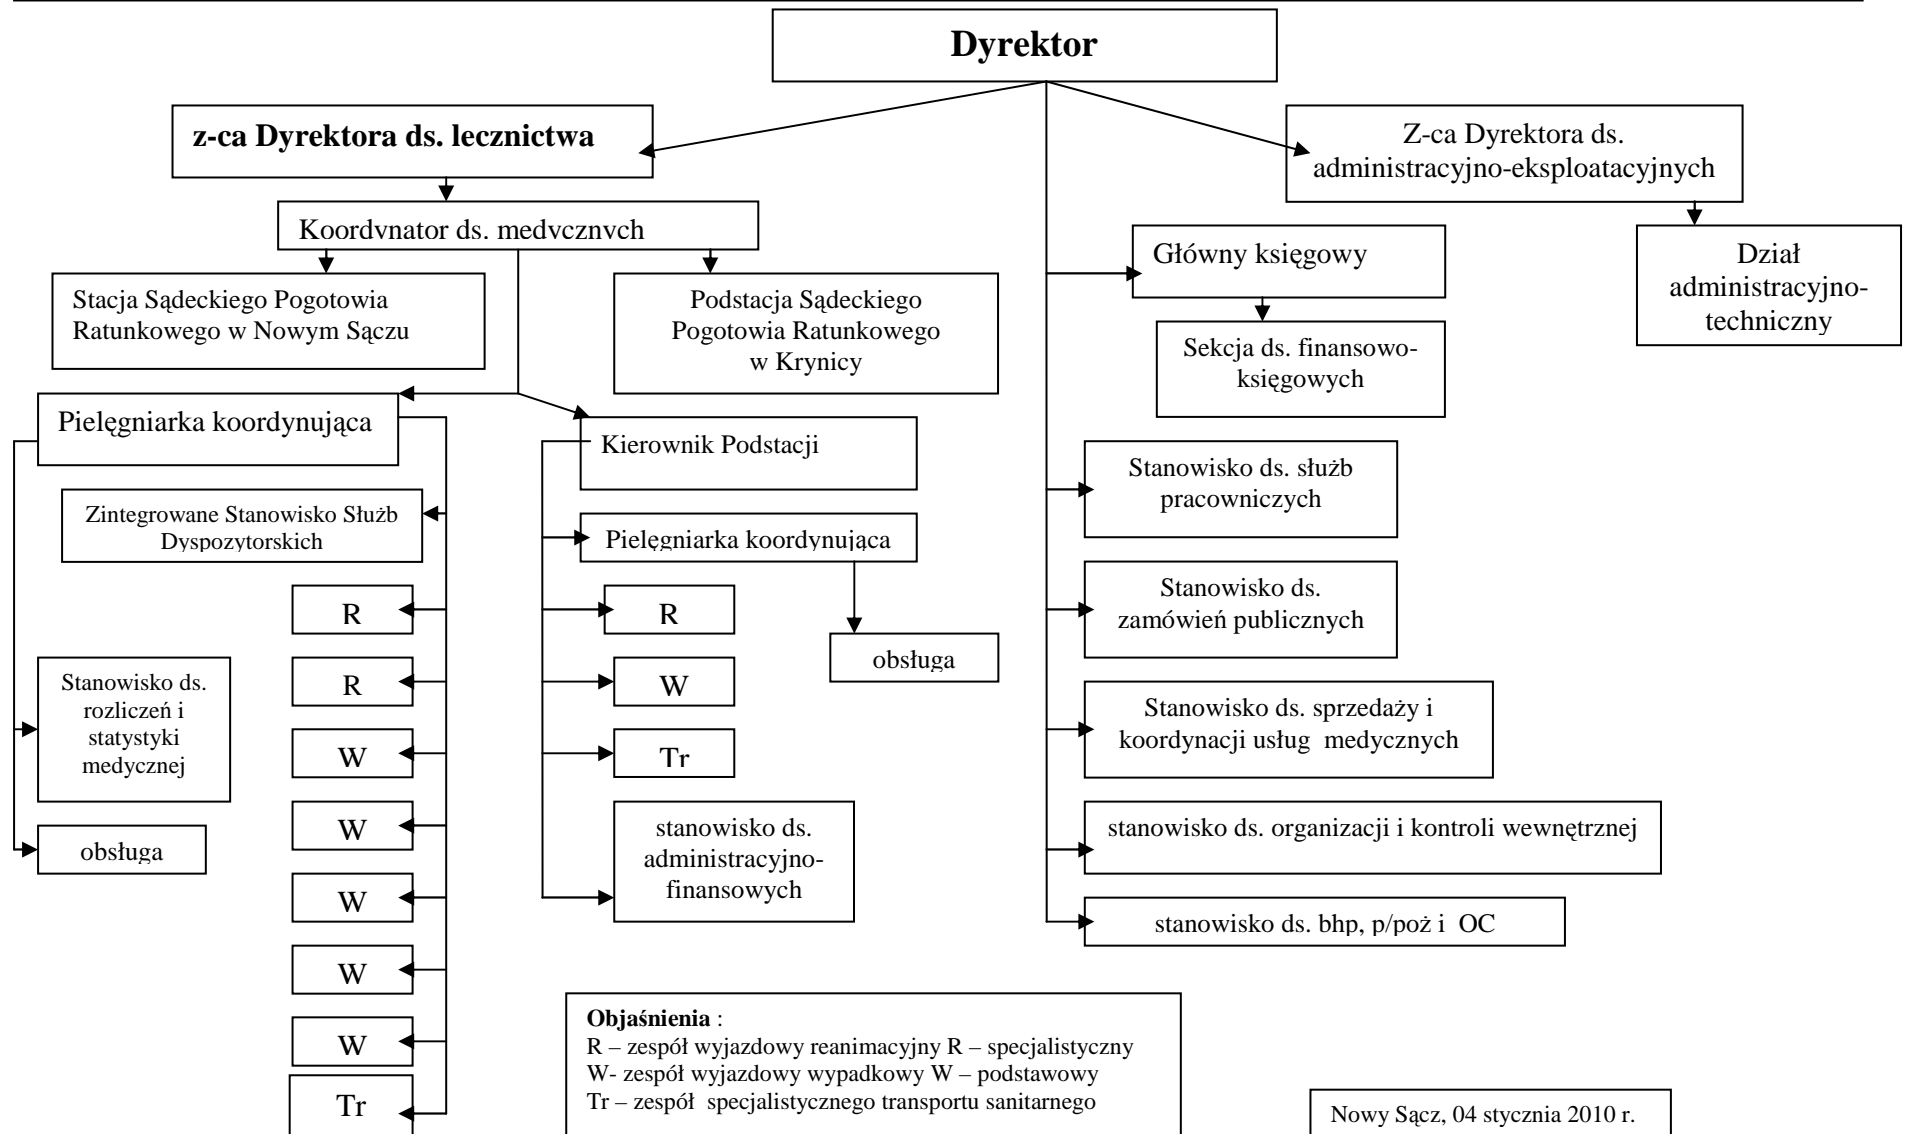 Dyrektor
z-ca Dyrektora ds. lecznictwa
Z-ca Dyrektora ds.
administracyjno-eksploatacyjnych
Koordynator ds. medycznych
Stacja Sądeckiego Pogotowia
Ratunkowego w Nowym Sączu
Podstacja Sądeckiego
Pogotowia Ratunkowego
w Krynicy
Główny księgowy
Sekcja ds. finansowo-
księgowych
Dział
administracyjno-
techniczny
Pielęgniarka koordynująca
Zintegrowane Stanowisko Służb
Dyspozytorskich
R
R
W
W
W
W
W
Tr
Stanowisko ds.
rozliczeń i
statystyki
medycznej
obsługa
Kierownik Podstacji
Pielęgniarka koordynująca
obsługa
R
W
Tr
stanowisko ds.
administracyjno-
finansowych
Stanowisko ds. służb
pracowniczych
Stanowisko ds.
zamówień publicznych
Stanowisko ds. sprzedaży i
koordynacji usług  medycznych
stanowisko ds. organizacji i kontroli wewnętrznej
stanowisko ds. bhp, p/poż i  OC
Objaśnienia :
R – zespół wyjazdowy reanimacyjny R – specjalistyczny
W- zespół wyjazdowy wypadkowy W – podstawowy
Tr – zespół  specjalistycznego transportu sanitarnego
Nowy Sącz, 04 stycznia 2010 r.